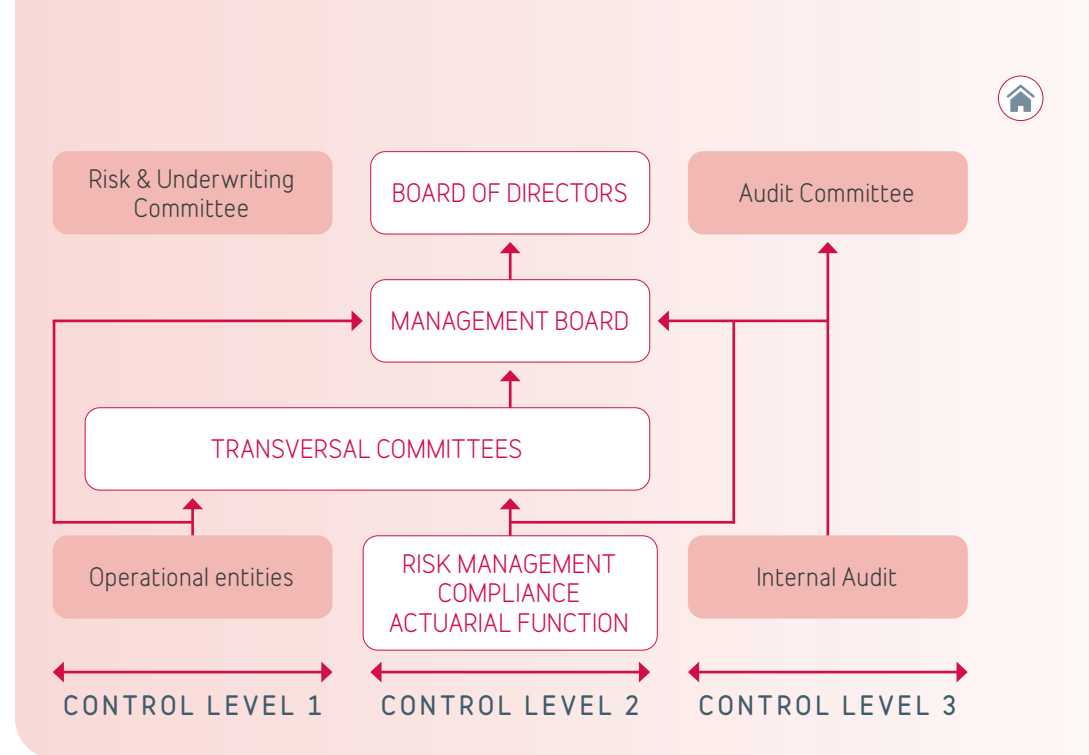 Risk & Underwriting
Committee
BOARD OF DIRECTORS
Audit Committee
MANAGEMENT BOARD
TRANSVERSAL COMMITTEES
Operational entities
RISK MANAGEMENT
COMPLIANCE
ACTUARIAL FUNCTION
Internal Audit
CONTROL LEVEL 1
CONTROL LEVEL 2
CONTROL LEVEL 3